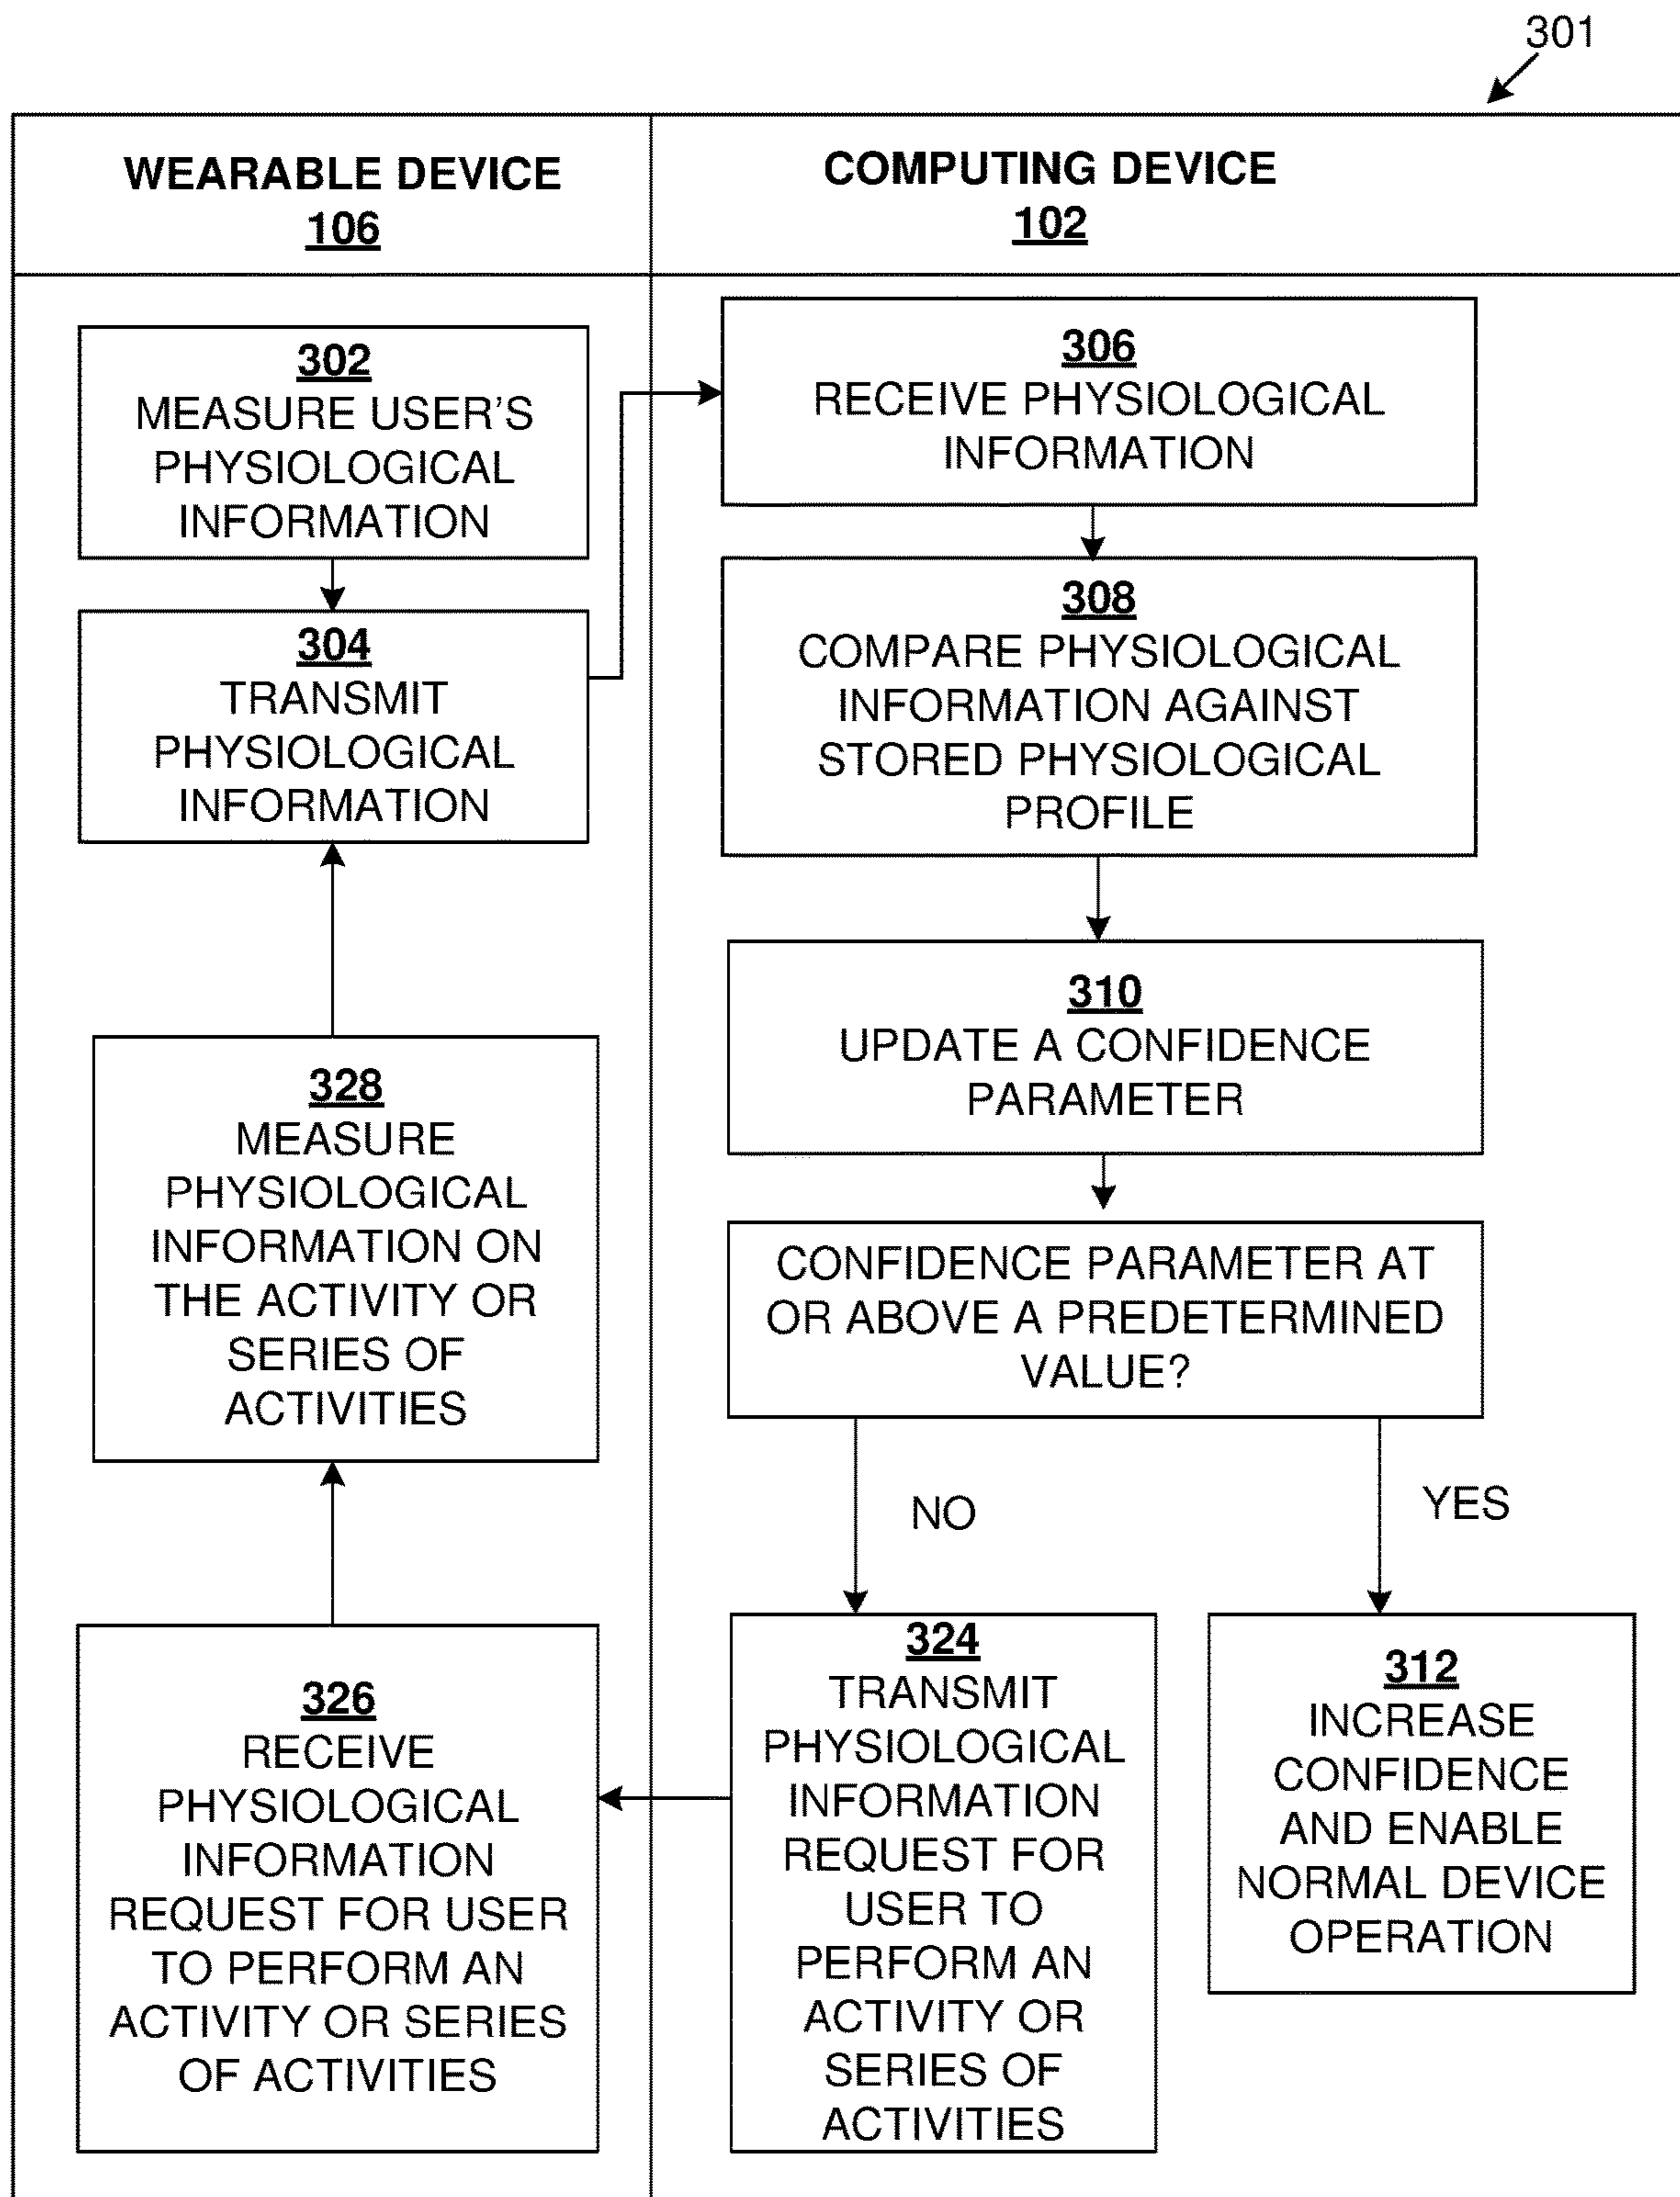 301
WEARABLE DEVICE
106
COMPUTING DEVICE
102
302
MEASURE USER'S
PHYSIOLOGICAL
INFORMATION
304
TRANSMIT
PHYSIOLOGICAL
INFORMATION
306
RECEIVE PHYSIOLOGICAL
INFORMATION
308
COMPARE PHYSIOLOGICAL
INFORMATION AGAINST
STORED PHYSIOLOGICAL
PROFILE
310
UPDATE A CONFIDENCE
PARAMETER
CONFIDENCE PARAMETER AT
OR ABOVE A PREDETERMINED
VALUE?
NO
YES
324
TRANSMIT
PHYSIOLOGICAL
INFORMATION
REQUEST FOR
USER TO
PERFORM AN
ACTIVITY OR
SERIES OF
ACTIVITIES
312
INCREASE
CONFIDENCE
AND ENABLE
NORMAL DEVICE
OPERATION
326
RECEIVE
PHYSIOLOGICAL
INFORMATION
REQUEST FOR USER
TO PERFORM AN
ACTIVITY OR SERIES
OF ACTIVITIES
328
MEASURE
PHYSIOLOGICAL
INFORMATION ON
THE ACTIVITY OR
SERIES OF
ACTIVITIES